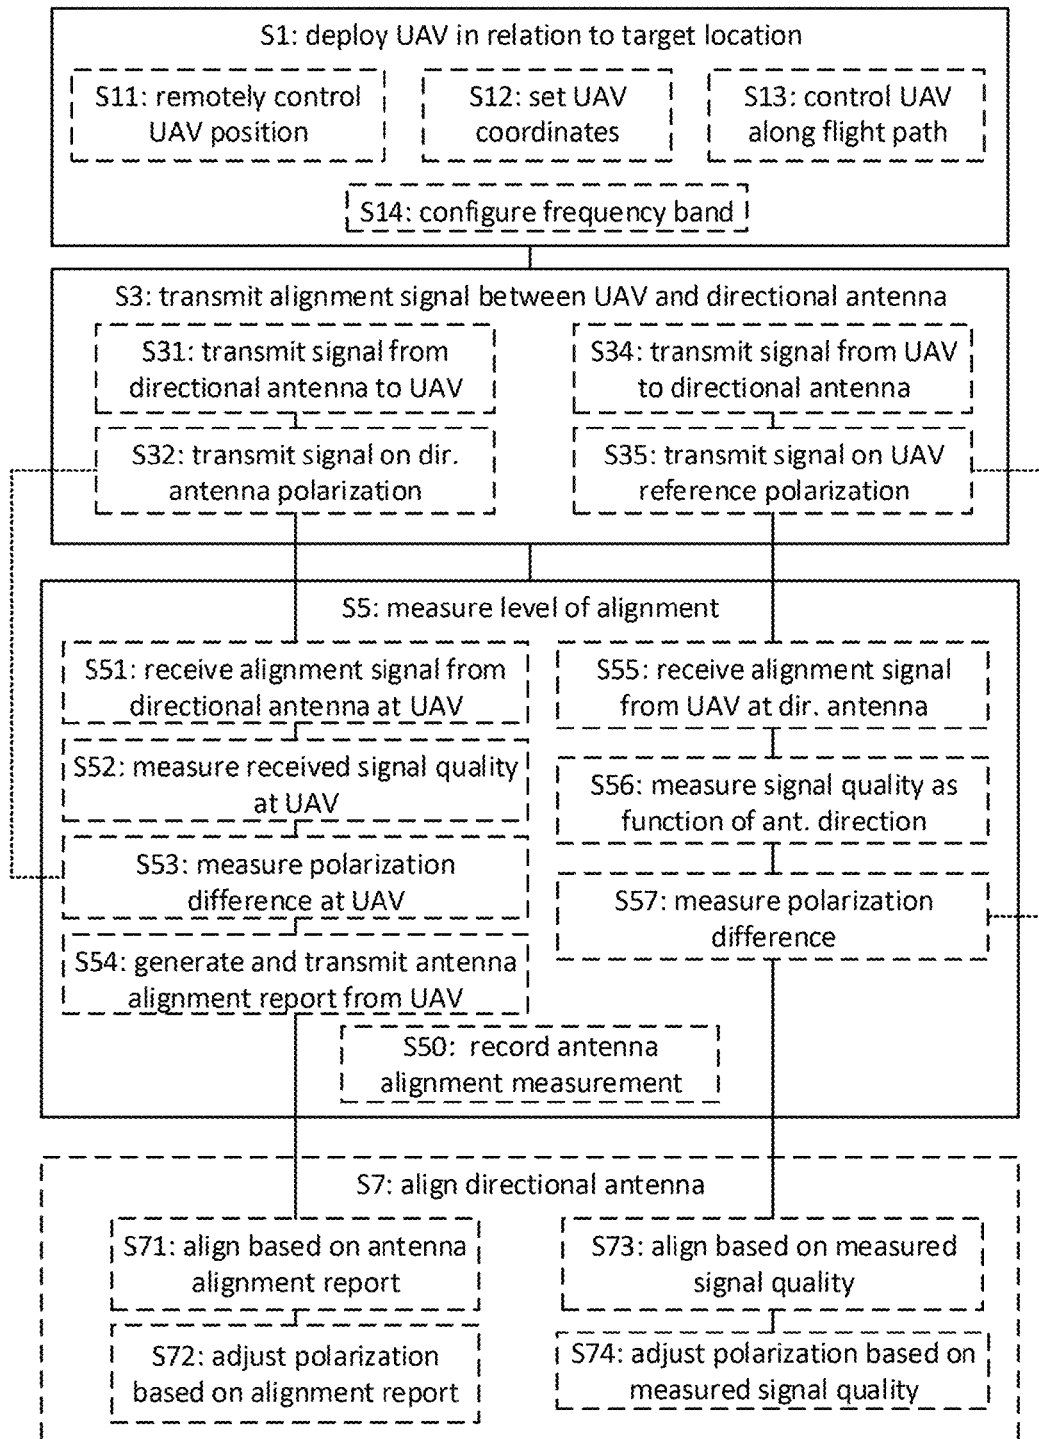 S1: deploy UAV in relation to target location
S11: remotely control
UAV position
S12: set UAV
coordinates
S13: control UAV
along flight path
S14: configure frequency band
S3: transmit alignment signal between UAV and directional antenna
S31: transmit signal from
directional antenna to UAV
S32: transmit signal on dir.
antenna polarization
S34: transmit signal from UAV
to directional antenna
S35: transmit signal on UAV
reference polarization
S5: measure level of alignment
S51: receive alignment signal from
directional antenna at UAV
S52: measure received signal quality
at UAV
S53: measure polarization
difference at UAV
S54: generate and transmit antenna
alignment report from UAV
S55: receive alignment signal
from UAV at dir. antenna
S56: measure signal quality as
function of ant. direction
S57: measure polarization
difference
S50: record antenna
alignment measurement
S7: align directional antenna
S71: align based on antenna
alignment report
S72: adjust polarization
based on alignment report
S73: align based on measured
signal quality
S74: adjust polarization based on
measured signal quality